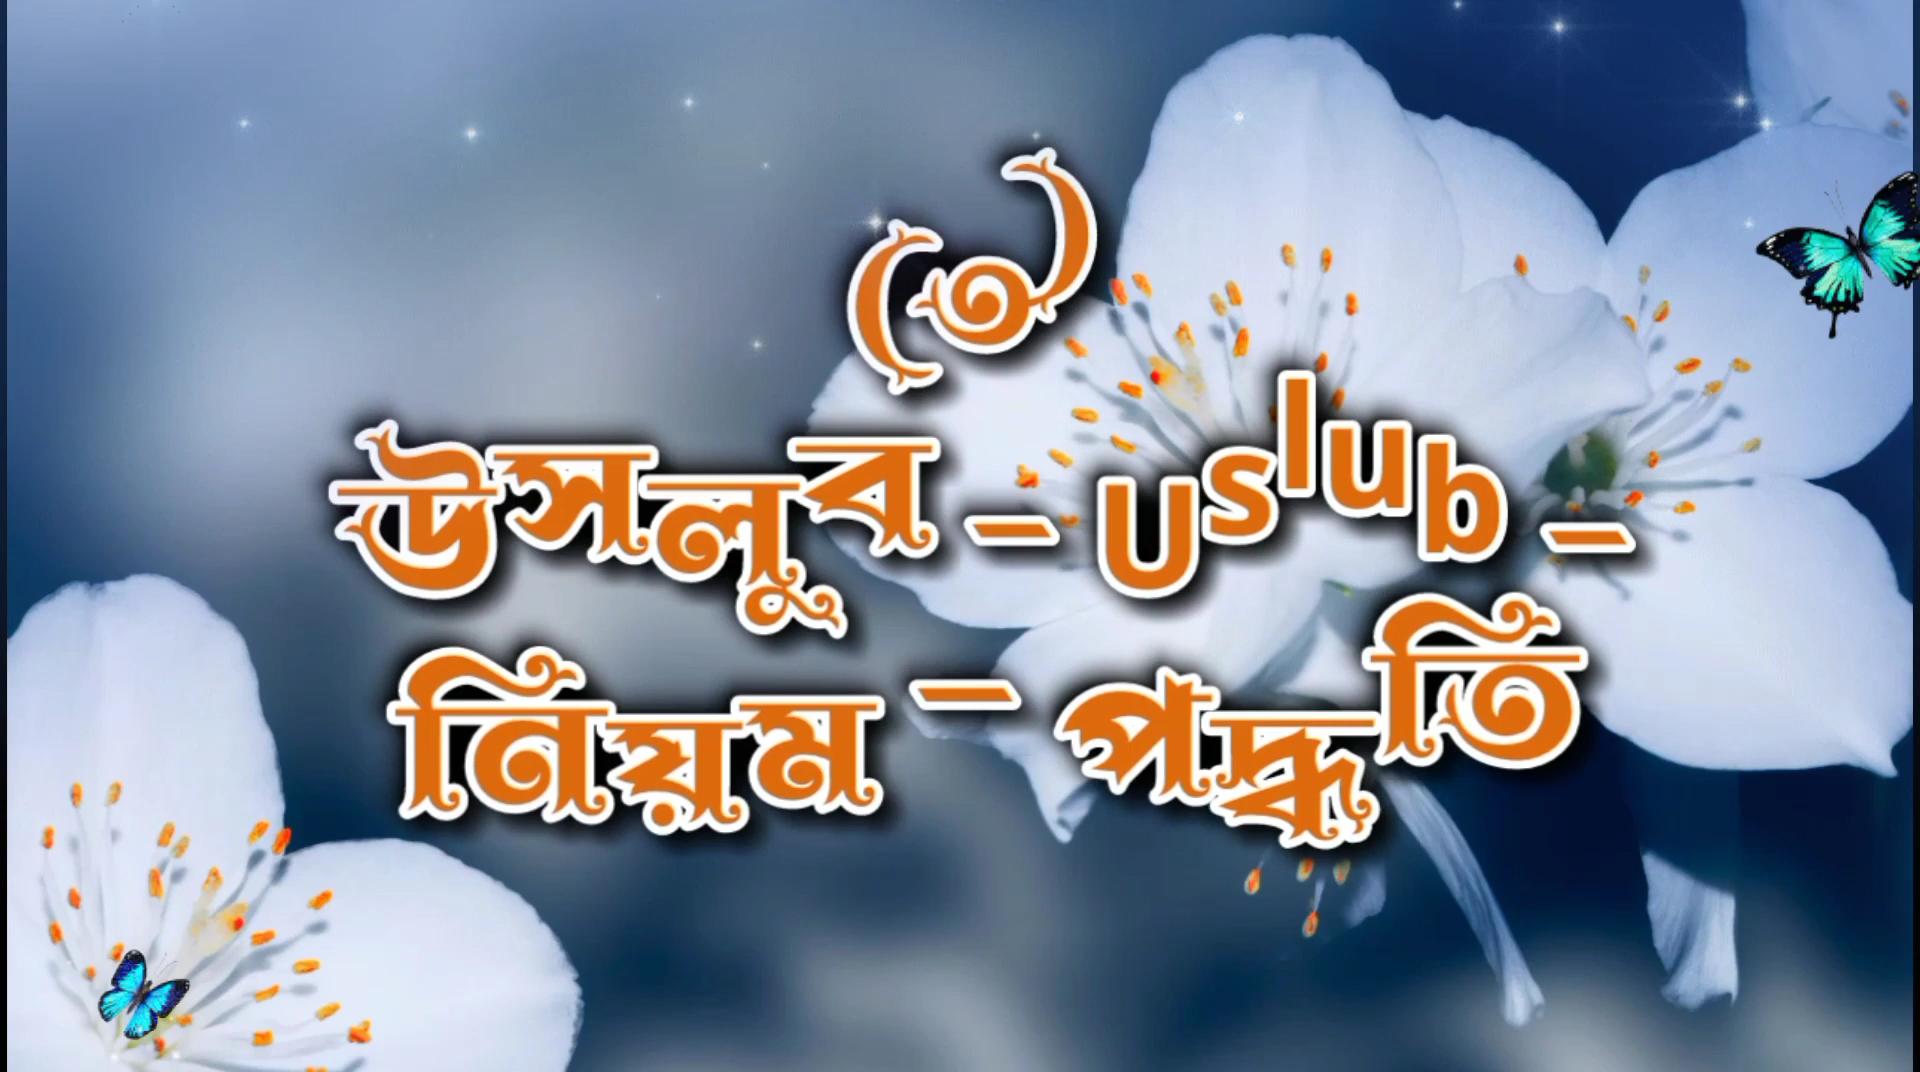 (৩)
উসলুব - uslub -
নিয়ম - পদ্ধতি